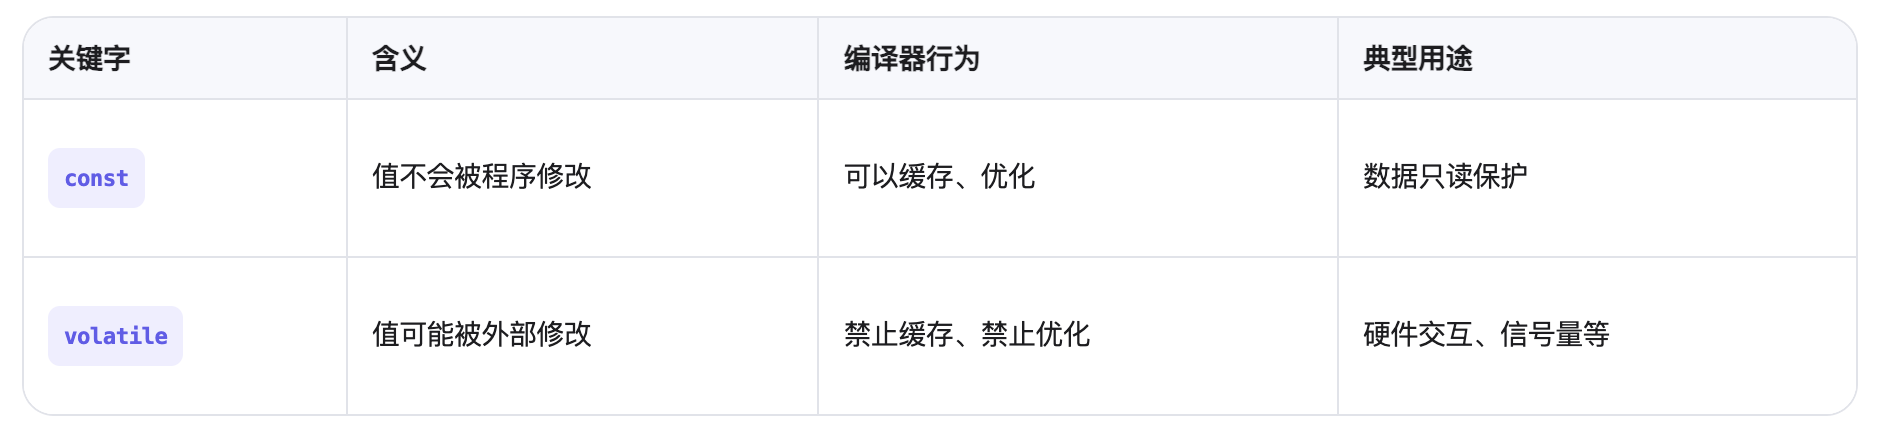 关键字 含义 编译器行为 典型用途
const 值不会被程序修改 可以缓存、优化 数据只读保护
volatile 值可能被外部修改 禁止缓存、禁止优化 硬件交互、信号量等